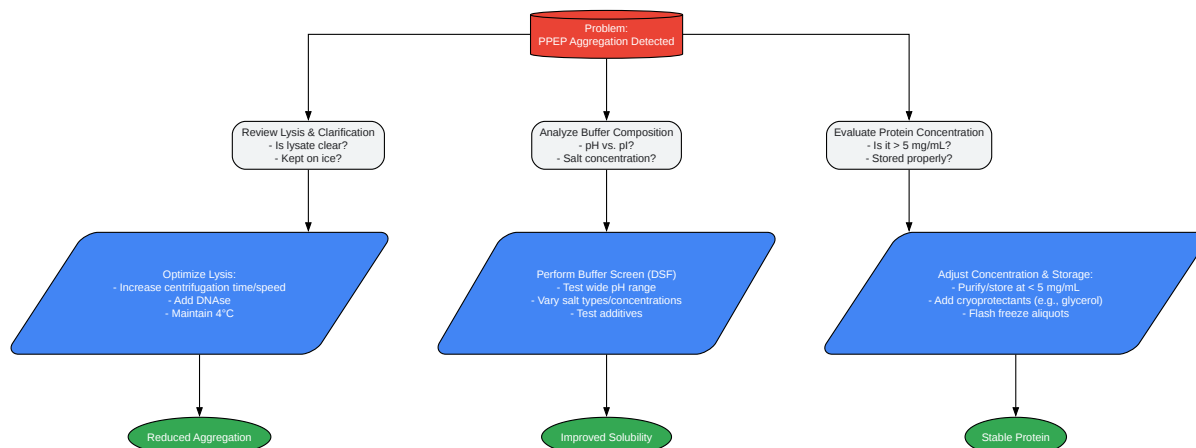 Problem:
PPEP Aggregation Detected
Review Lysis & Clarification
- Is lysate clear?
- Kept on ice?
Analyze Buffer Composition
- pH vs. pI?
- Salt concentration?
Evaluate Protein Concentration
- Is it > 5 mg/mL?
- Stored properly?
Optimize Lysis:
- Increase centrifugation time/speed
- Add DNAse
- Maintain 4°C
Perform Buffer Screen (DSF)
- Test wide pH range
- Vary salt types/concentrations
- Test additives
Adjust Concentration & Storage:
- Purify/store at < 5 mg/mL
- Add cryoprotectants (e.g., glycerol)
- Flash freeze aliquots
Reduced Aggregation
Improved Solubility
Stable Protein